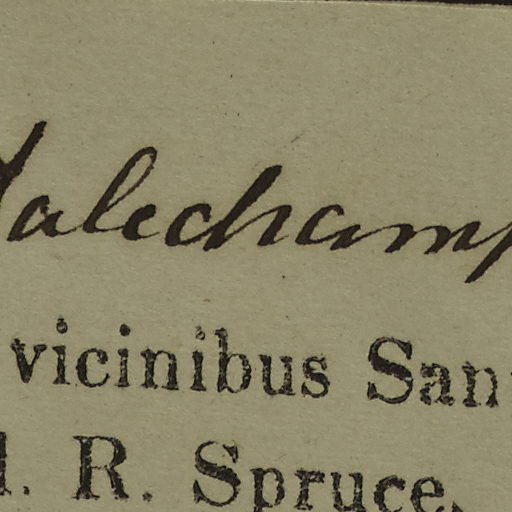 Dalechamp
vicinibus San
l. R. Spruce.